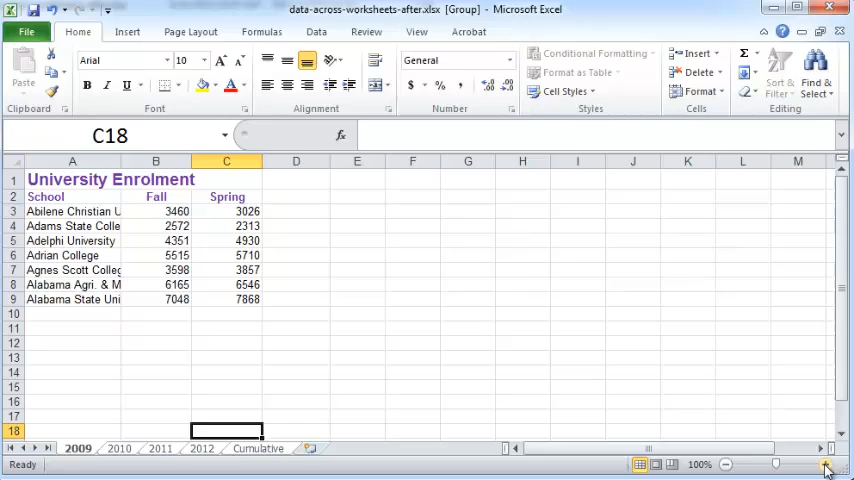 data-across-worksheets-after.xlsx [Group] - Microsoft Excel
File Home Insert Page Layout Formulas Data Review View Acrobat
Paste
Arial 10 A A
B I U A
General
$ % ,
Conditional Formatting
Format as Table
Cell Styles
Insert
Delete
Format
Σ
Sort & Filter
Find & Select
Clipboard Font Alignment Number Styles Cells Editing
C18 fx
A B C D E F G H I J K L M
1 University Enrolment
2 School Fall Spring
3 Abilene Christian U 3460 3026
4 Adams State Colle 2572 2313
5 Adelphi University 4351 4930
6 Adrian College 5515 5710
7 Agnes Scott Colleg 3598 3857
8 Alabama Agri. & M 6165 6546
9 Alabama State Uni 7048 7868
10
11
12
13
14
15
16
17
18
2009 2010 2011 2012 Cumulative
Ready 100%